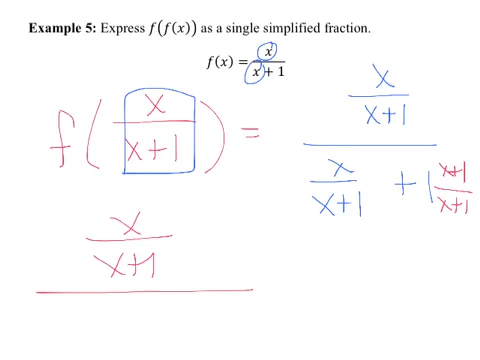 Example 5: Express f(f(x)) as a single simplified fraction.
f(x) = x / (x + 1)
f( x / (x+1) ) = ( x / (x+1) ) / ( x / (x+1) + 1 (x+1) / (x+1) )
x / (x+1)